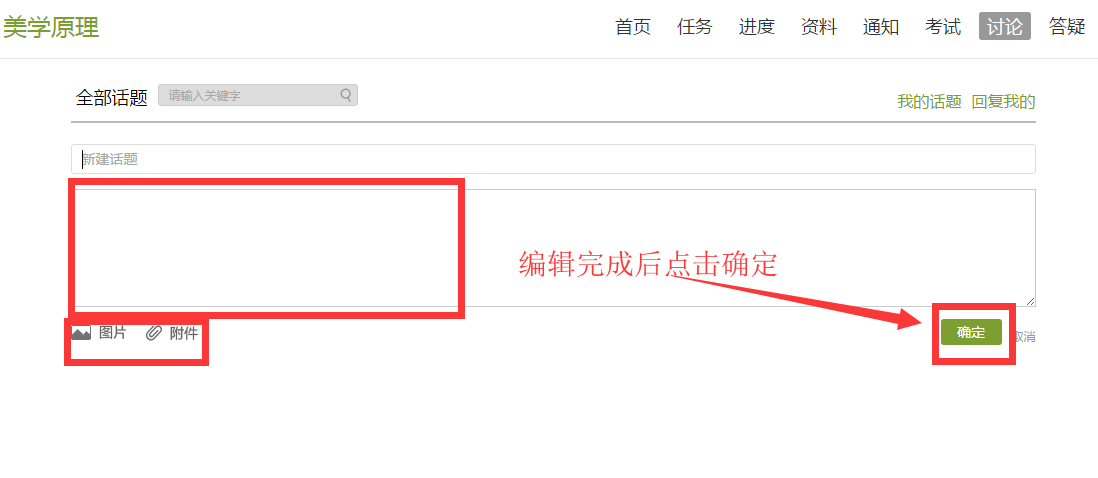 美学原理
首页 任务 进度 资料 通知 考试 讨论 答疑
全部话题 请输入关键字 我的话题 回复我的
新建话题
编辑完成后点击确定
图片 附件 确定 取消